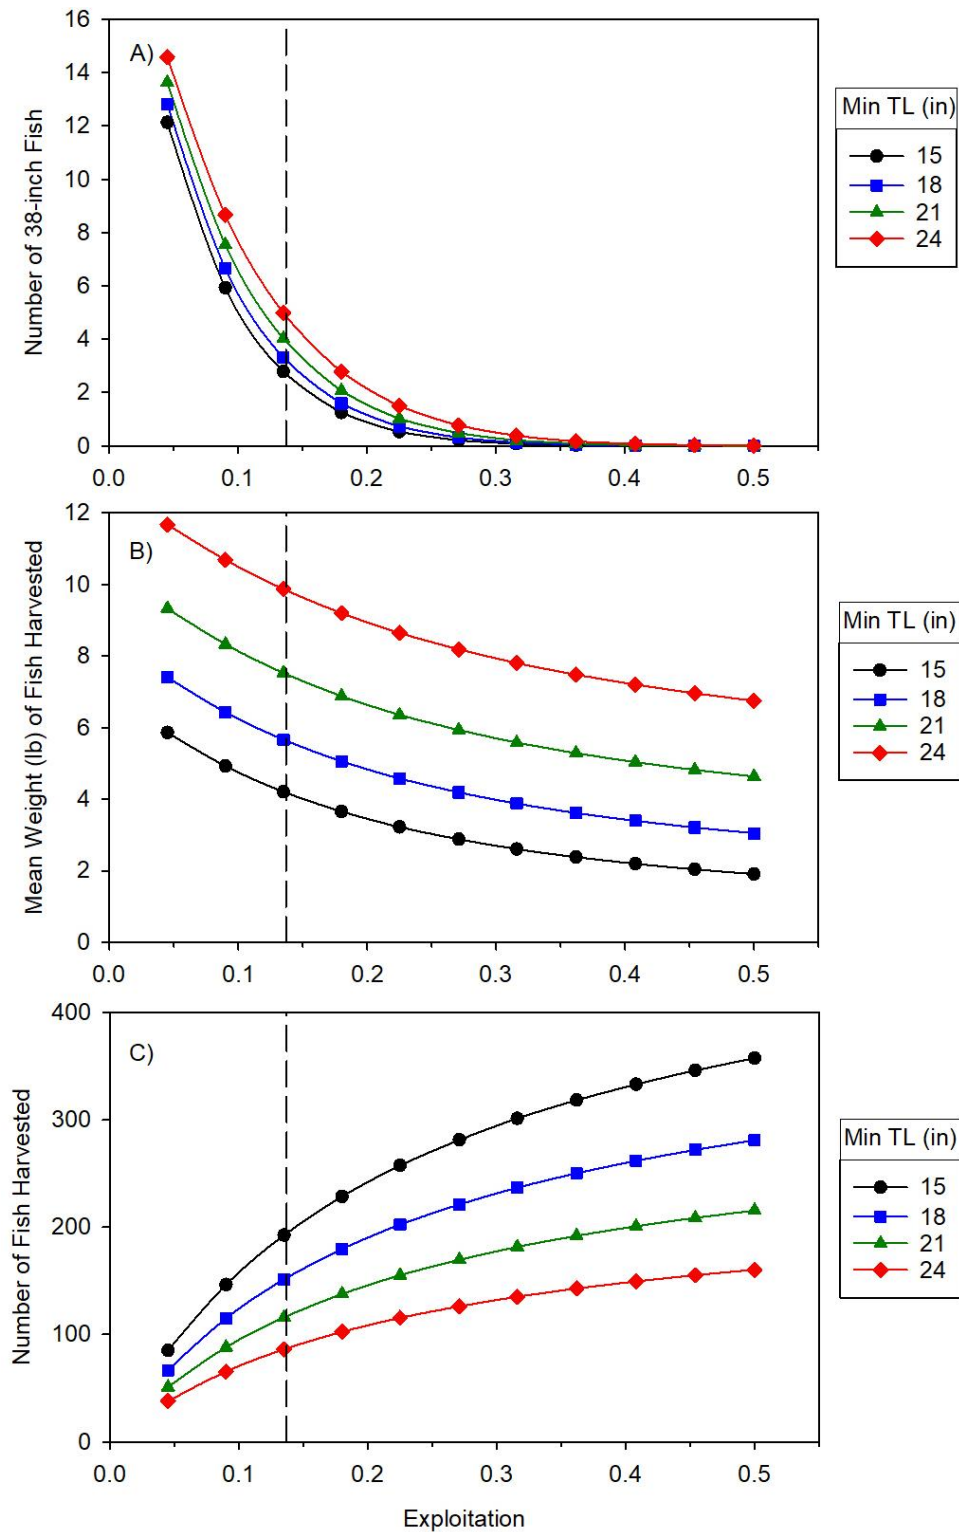 A)
Number of 38-inch Fish
16
14
12
10
8
6
4
2
0
0.0 0.1 0.2 0.3 0.4 0.5
Min TL (in)
15
18
21
24
B)
Mean Weight (lb) of Fish Harvested
12
10
8
6
4
2
0
0.0 0.1 0.2 0.3 0.4 0.5
Min TL (in)
15
18
21
24
C)
Number of Fish Harvested
400
300
200
100
0
0.0 0.1 0.2 0.3 0.4 0.5
Min TL (in)
15
18
21
24
Exploitation